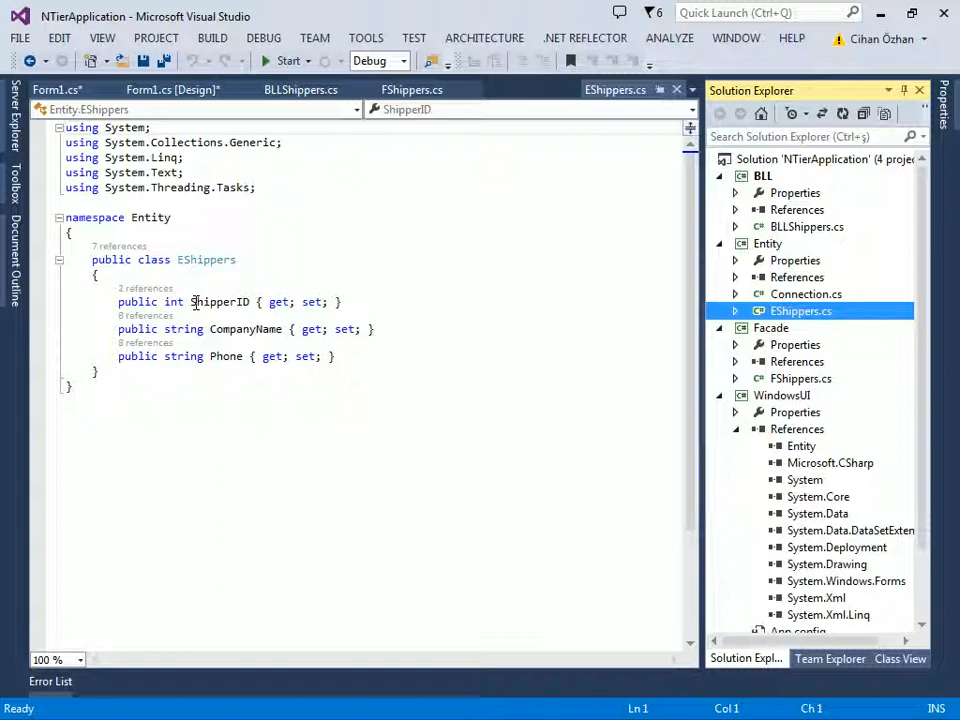 NTierApplication - Microsoft Visual Studio
6
Quick Launch (Ctrl+Q)
FILE EDIT VIEW PROJECT BUILD DEBUG TEAM TOOLS TEST ARCHITECTURE .NET REFLECTOR ANALYZE WINDOW HELP Cihan Özhan
Start Debug
Form1.cs* Form1.cs [Design]* BLLShippers.cs FShippers.cs EShippers.cs
Entity.EShippers ShipperID
using System;
using System.Collections.Generic;
using System.Linq;
using System.Text;
using System.Threading.Tasks;
namespace Entity
{
7 references
public class EShippers
{
2 references
public int ShipperID { get; set; }
8 references
public string CompanyName { get; set; }
8 references
public string Phone { get; set; }
}
}
100 %
Server Explorer
Toolbox
Document Outline
Solution Explorer
Search Solution Explorer (Ctrl+ş)
Solution 'NTierApplication' (4 projec
C# BLL
Properties
References
C# BLLShippers.cs
C# Entity
Properties
References
C# Connection.cs
EShippers.cs
C# Facade
Properties
References
C# FShippers.cs
C# WindowsUI
Properties
References
Entity
Microsoft.CSharp
System
System.Core
System.Data
System.Data.DataSetExten
System.Deployment
System.Drawing
System.Windows.Forms
System.Xml
System.Xml.Linq
App.config
Solution Expl... Team Explorer Class View
Properties
Error List
Ready Ln 1 Col 1 Ch 1 INS